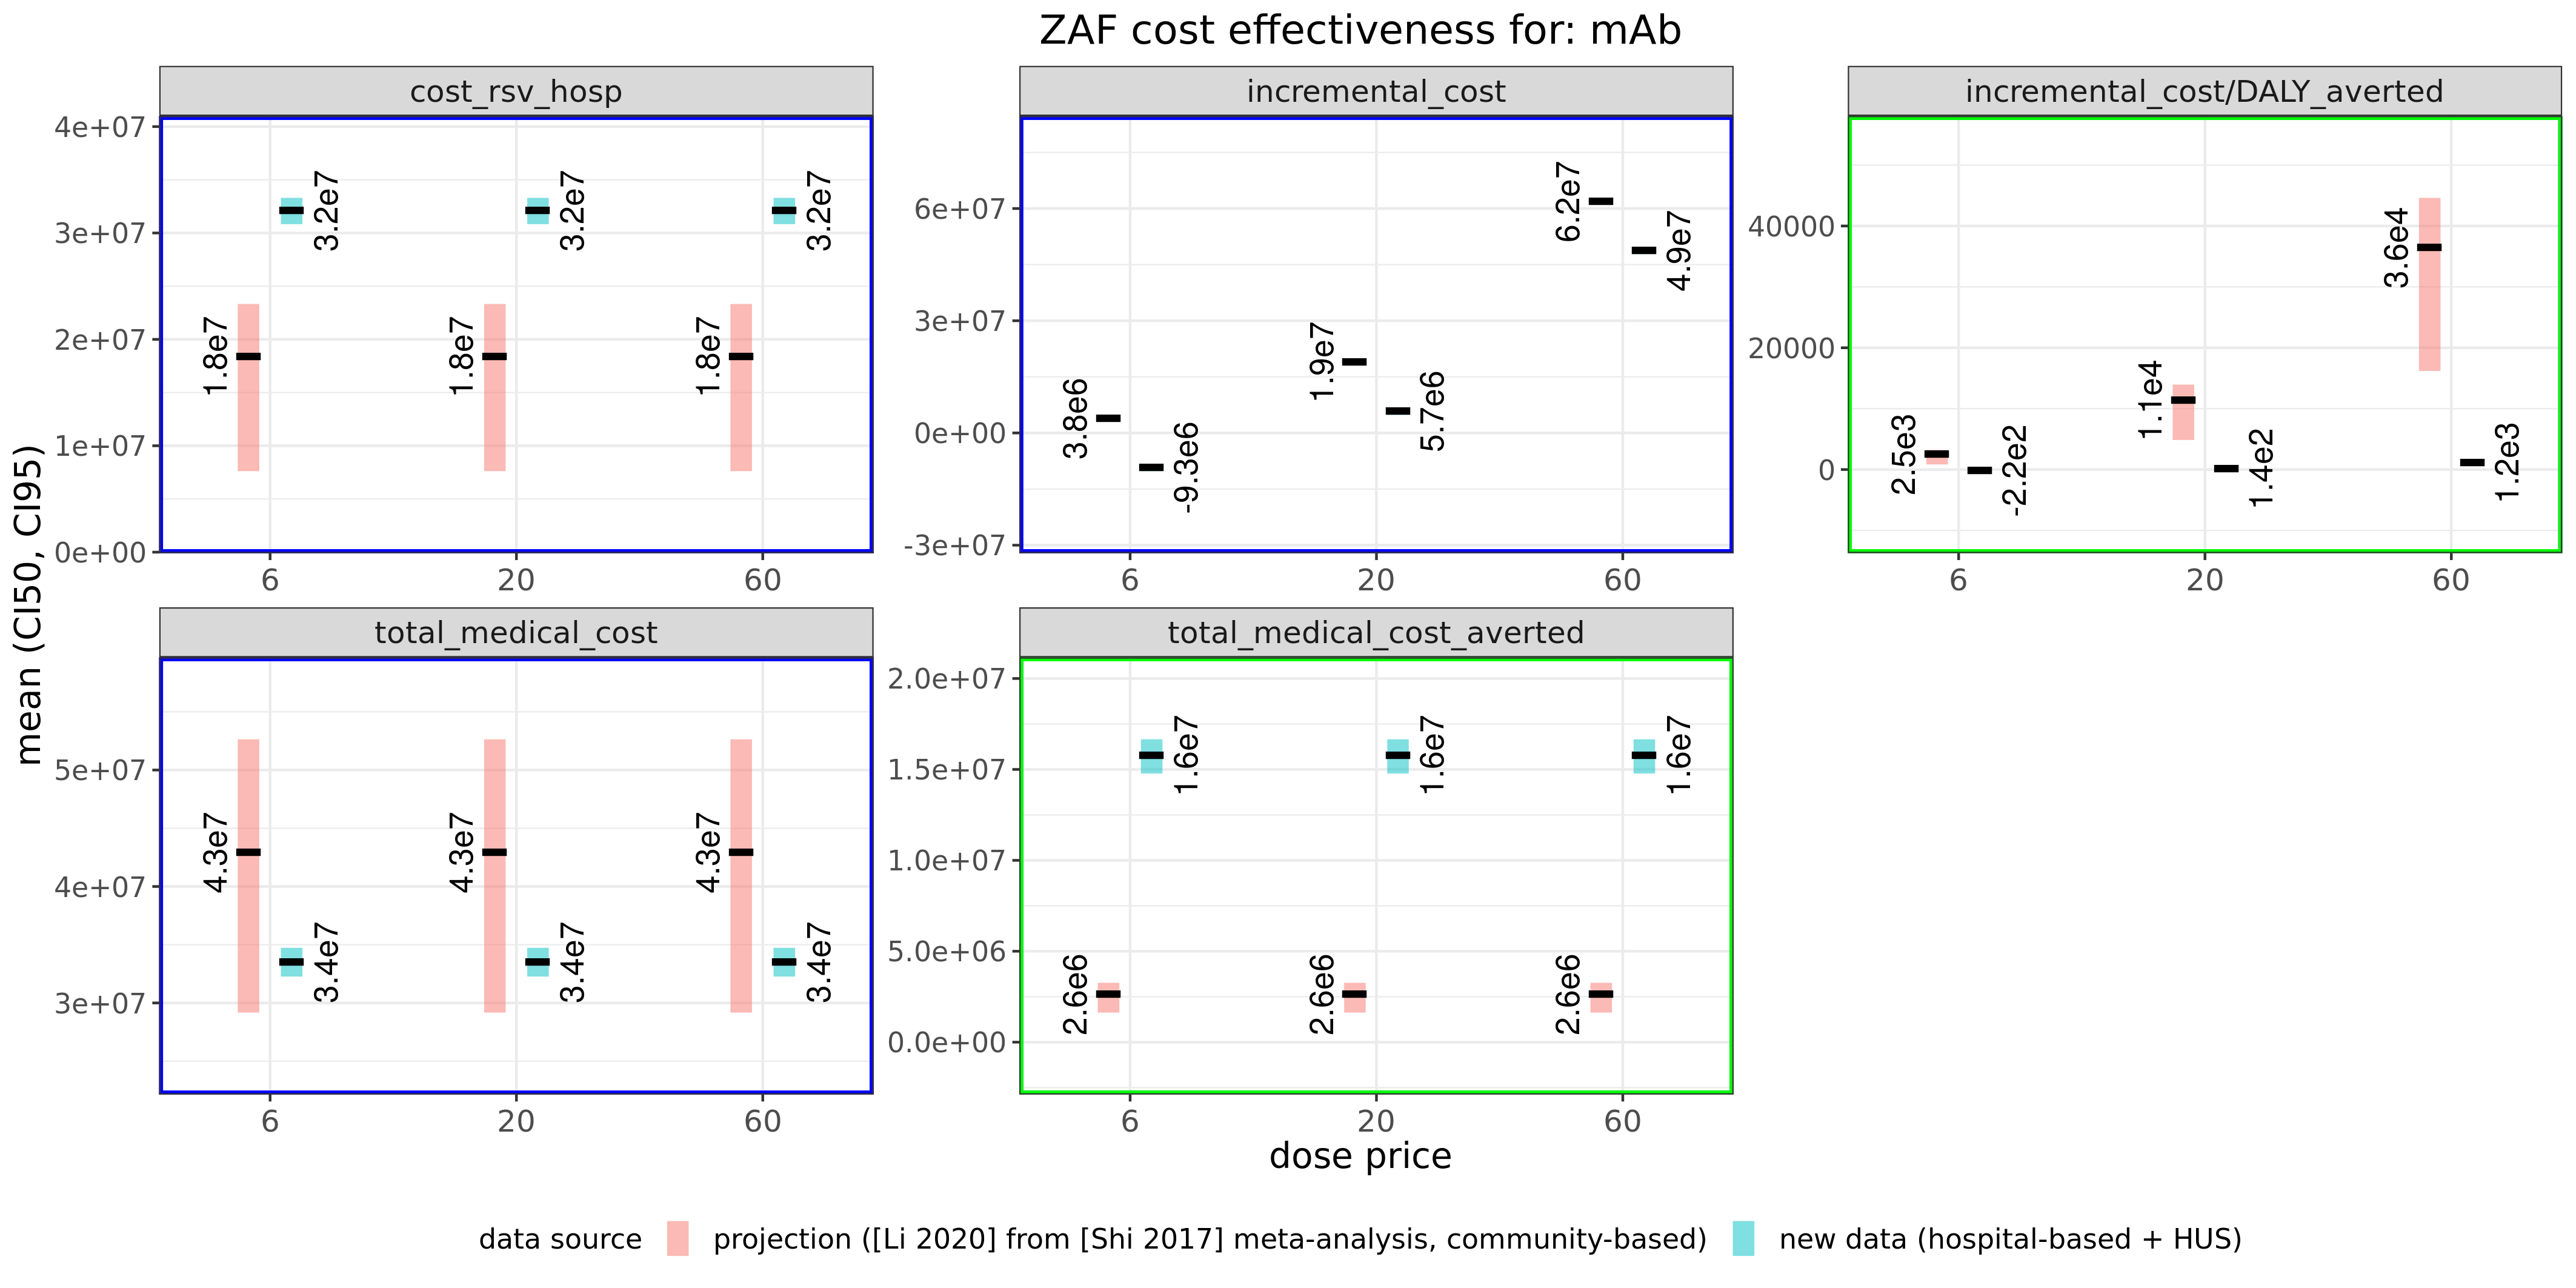 ZAF cost effectiveness for: mAb
cost_rsv_hosp
incremental_cost
incremental_cost/DALY_averted
mean (CI50, CI95)
4e+07
3e+07
2e+07
1e+07
0e+00
1.8e7
3.2e7
1.8e7
3.2e7
1.8e7
3.2e7
6
20
60
6e+07
3e+07
0e+00
-3e+07
3.8e6
-9.3e6
1.9e7
5.7e6
6.2e7
4.9e7
6
20
60
40000
20000
0
2.5e3
-2.2e2
1.1e4
1.4e2
3.6e4
1.2e3
6
20
60
total_medical_cost
total_medical_cost_averted
5e+07
4e+07
3e+07
4.3e7
3.4e7
4.3e7
3.4e7
4.3e7
3.4e7
6
20
60
2.0e+07
1.5e+07
1.0e+07
5.0e+06
0.0e+00
2.6e6
1.6e7
2.6e6
1.6e7
2.6e6
1.6e7
6
20
60
dose price
data source
projection ([Li 2020] from [Shi 2017] meta-analysis, community-based)
new data (hospital-based + HUS)